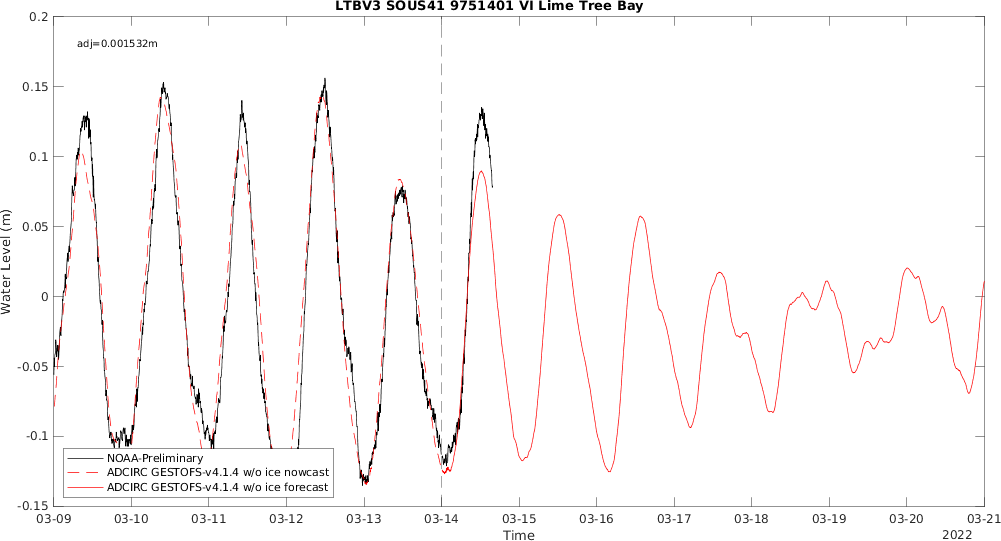 LTBV3 SOUS41 9751401 VI Lime Tree Bay
adj=0.001532m
0.2
0.15
0.1
0.05
0
-0.05
-0.1
-0.15
Water Level (m)
NOAA-Preliminary
ADCIRC GESTOFS-v4.1.4 w/o ice nowcast
ADCIRC GESTOFS-v4.1.4 w/o ice forecast
03-09 03-10 03-11 03-12 03-13 03-14 03-15 03-16 03-17 03-18 03-19 03-20 03-21
Time
2022